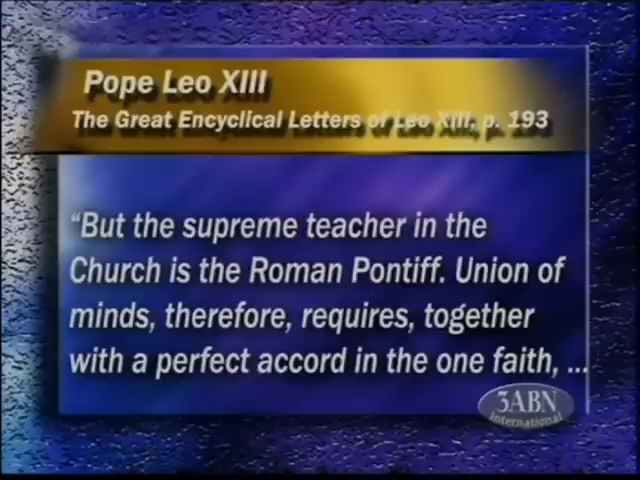 Pope Leo XIII
The Great Encyclical Letters of Leo XIII, p. 193
“But the supreme teacher in the
Church is the Roman Pontiff. Union of
minds, therefore, requires, together
with a perfect accord in the one faith, ...
3ABN
International